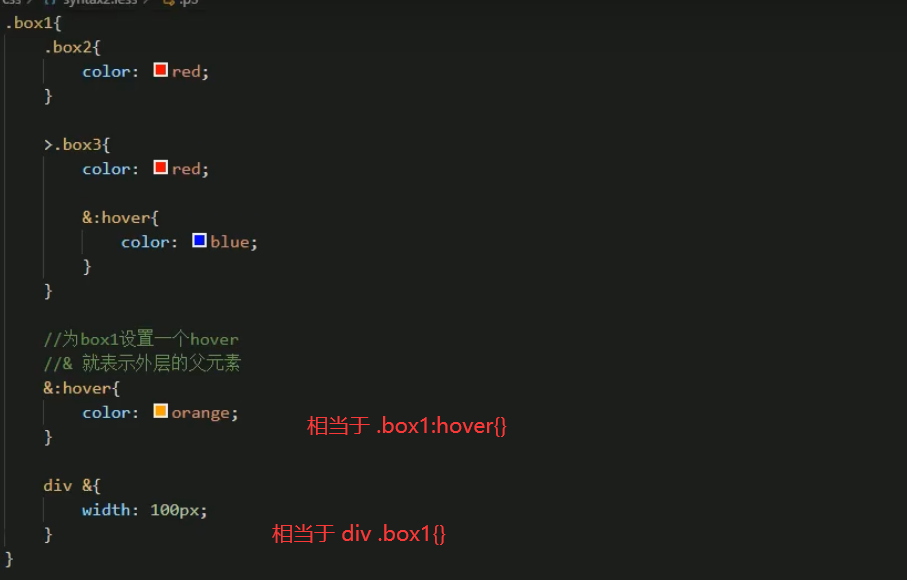 css > {} syntax2.less > .p3
.box1{
.box2{
color: red;
}
>.box3{
color: red;
&:hover{
color: blue;
}
}
//为box1设置一个hover
//& 就表示外层的父元素
&:hover{
color: orange;
相当于 .box1:hover{}
}
div &{
width: 100px;
相当于 div .box1{}
}
}